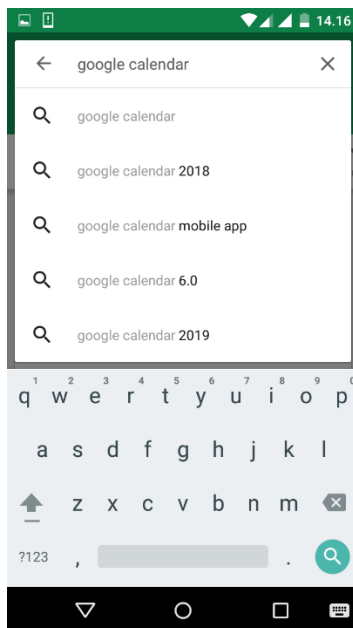 14.16
google calendar
google calendar
google calendar 2018
google calendar mobile app
google calendar 6.0
google calendar 2019
1 2 3 4 5 6 7 8 9 0
q w e r t y u i o p
a s d f g h j k l
z x c v b n m
?123 , .